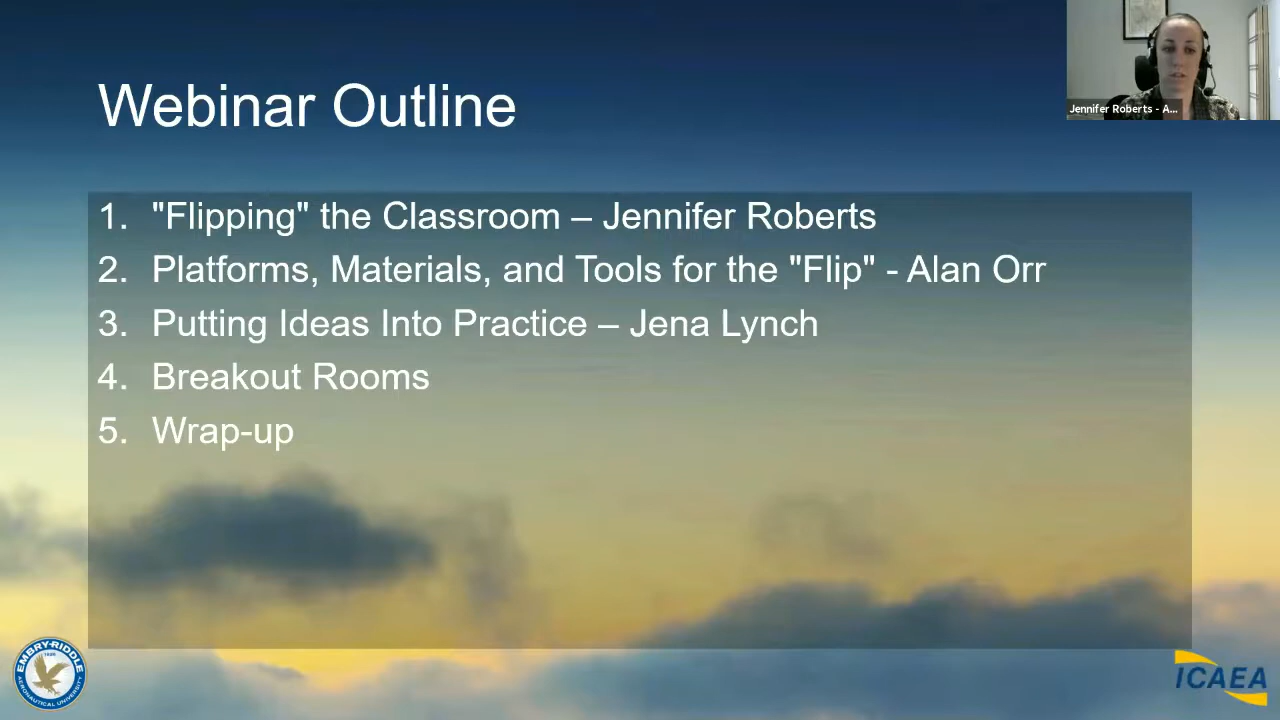 Webinar Outline
Jennifer Roberts - A...
1. "Flipping" the Classroom – Jennifer Roberts
2. Platforms, Materials, and Tools for the "Flip" - Alan Orr
3. Putting Ideas Into Practice – Jena Lynch
4. Breakout Rooms
5. Wrap-up
EMBRY-RIDDLE
AERONAUTICAL UNIVERSITY
ICAEA